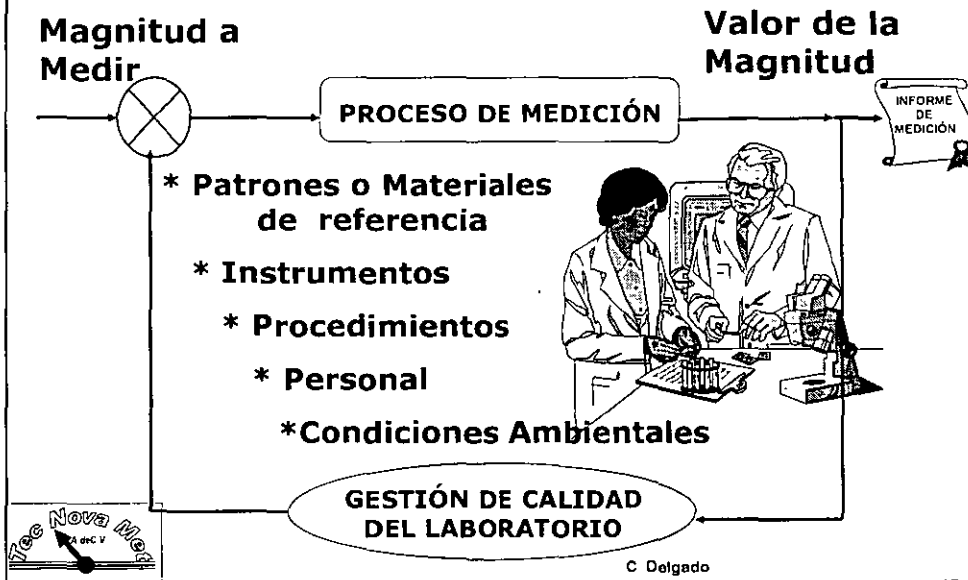 Magnitud a
Medir
Valor de la
Magnitud
PROCESO DE MEDICIÓN
INFORME
DE
MEDICIÓN
* Patrones o Materiales
de referencia
* Instrumentos
* Procedimientos
* Personal
*Condiciones Ambientales
GESTIÓN DE CALIDAD
DEL LABORATORIO
Tec Nova Met
A deC V
C Delgado